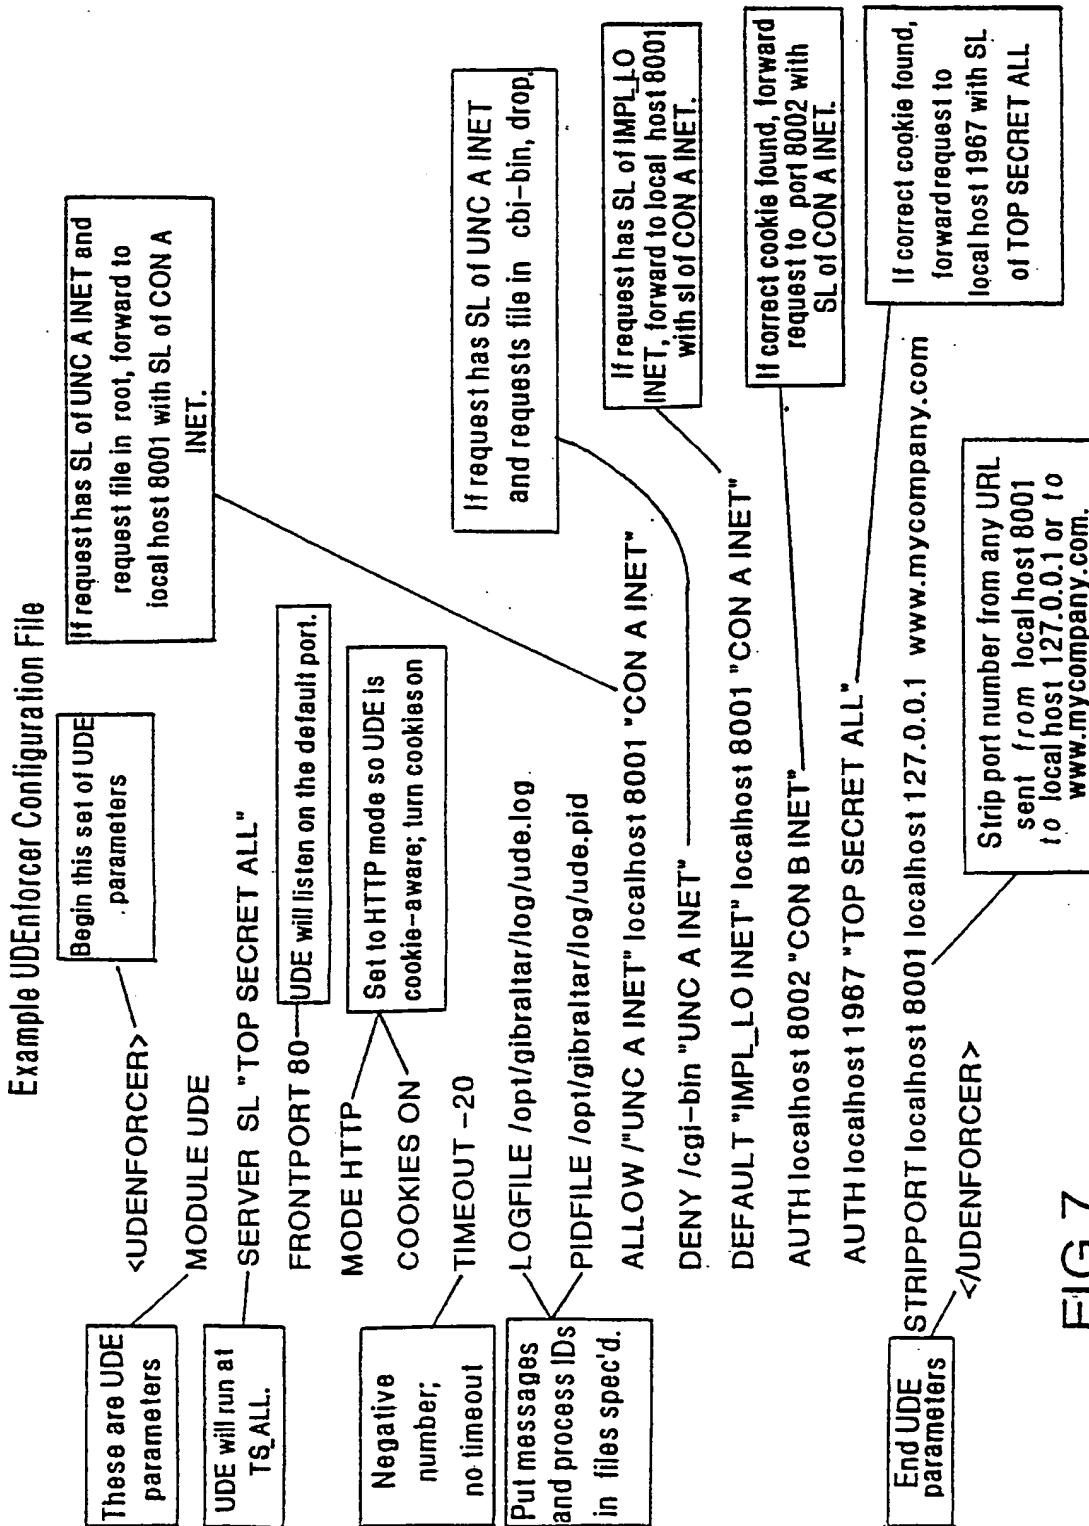 Example UDEnforcer Configuration File
These are UDE
parameters
UDE will run at
TS_ALL.
Negative
number;
no timeout
Put messages
and process IDs
in files spec'd.
End UDE
parameters
<UDENFORCER>
MODULE UDE
SERVER SL "TOP SECRET ALL"
FRONTPORT 80
MODE HTTP
COOKIES ON
TIMEOUT -20
LOGFILE /opt/gibraltar/log/ude.log
PIDFILE /opt/gibraltar/log/ude.pid
ALLOW /"UNC A INET" localhost 8001 "CON A INET"
DENY /cgi-bin "UNC A INET"
DEFAULT "IMPL_LO INET" localhost 8001 "CON A INET"
AUTH localhost 8002 "CON B INET"
AUTH localhost 1967 "TOP SECRET ALL"
STRIPPORT localhost 8001 localhost 127.0.0.1 www.mycompany.com
</UDENFORCER>
Begin this set of UDE
parameters
UDE will listen on the default port.
Set to HTTP mode so UDE is
cookie-aware; turn cookies on
If request has SL of UNC A INET and
request file in root, forward to
local host 8001 with SL of CON A
INET.
If request has SL of UNC A INET
and requests file in cbi-bin, drop.
If request has SL of IMPL_LO
INET, forward to local host 8001
with sl of CON A INET.
If correct cookie found, forward
request to port 8002 with
SL of CON A INET.
If correct cookie found,
forward request to
local host 1967 with SL
of TOP SECRET ALL
Strip port number from any URL
sent from local host 8001
to local host 127.0.0.1 or to
www.mycompany.com.
FIG 7